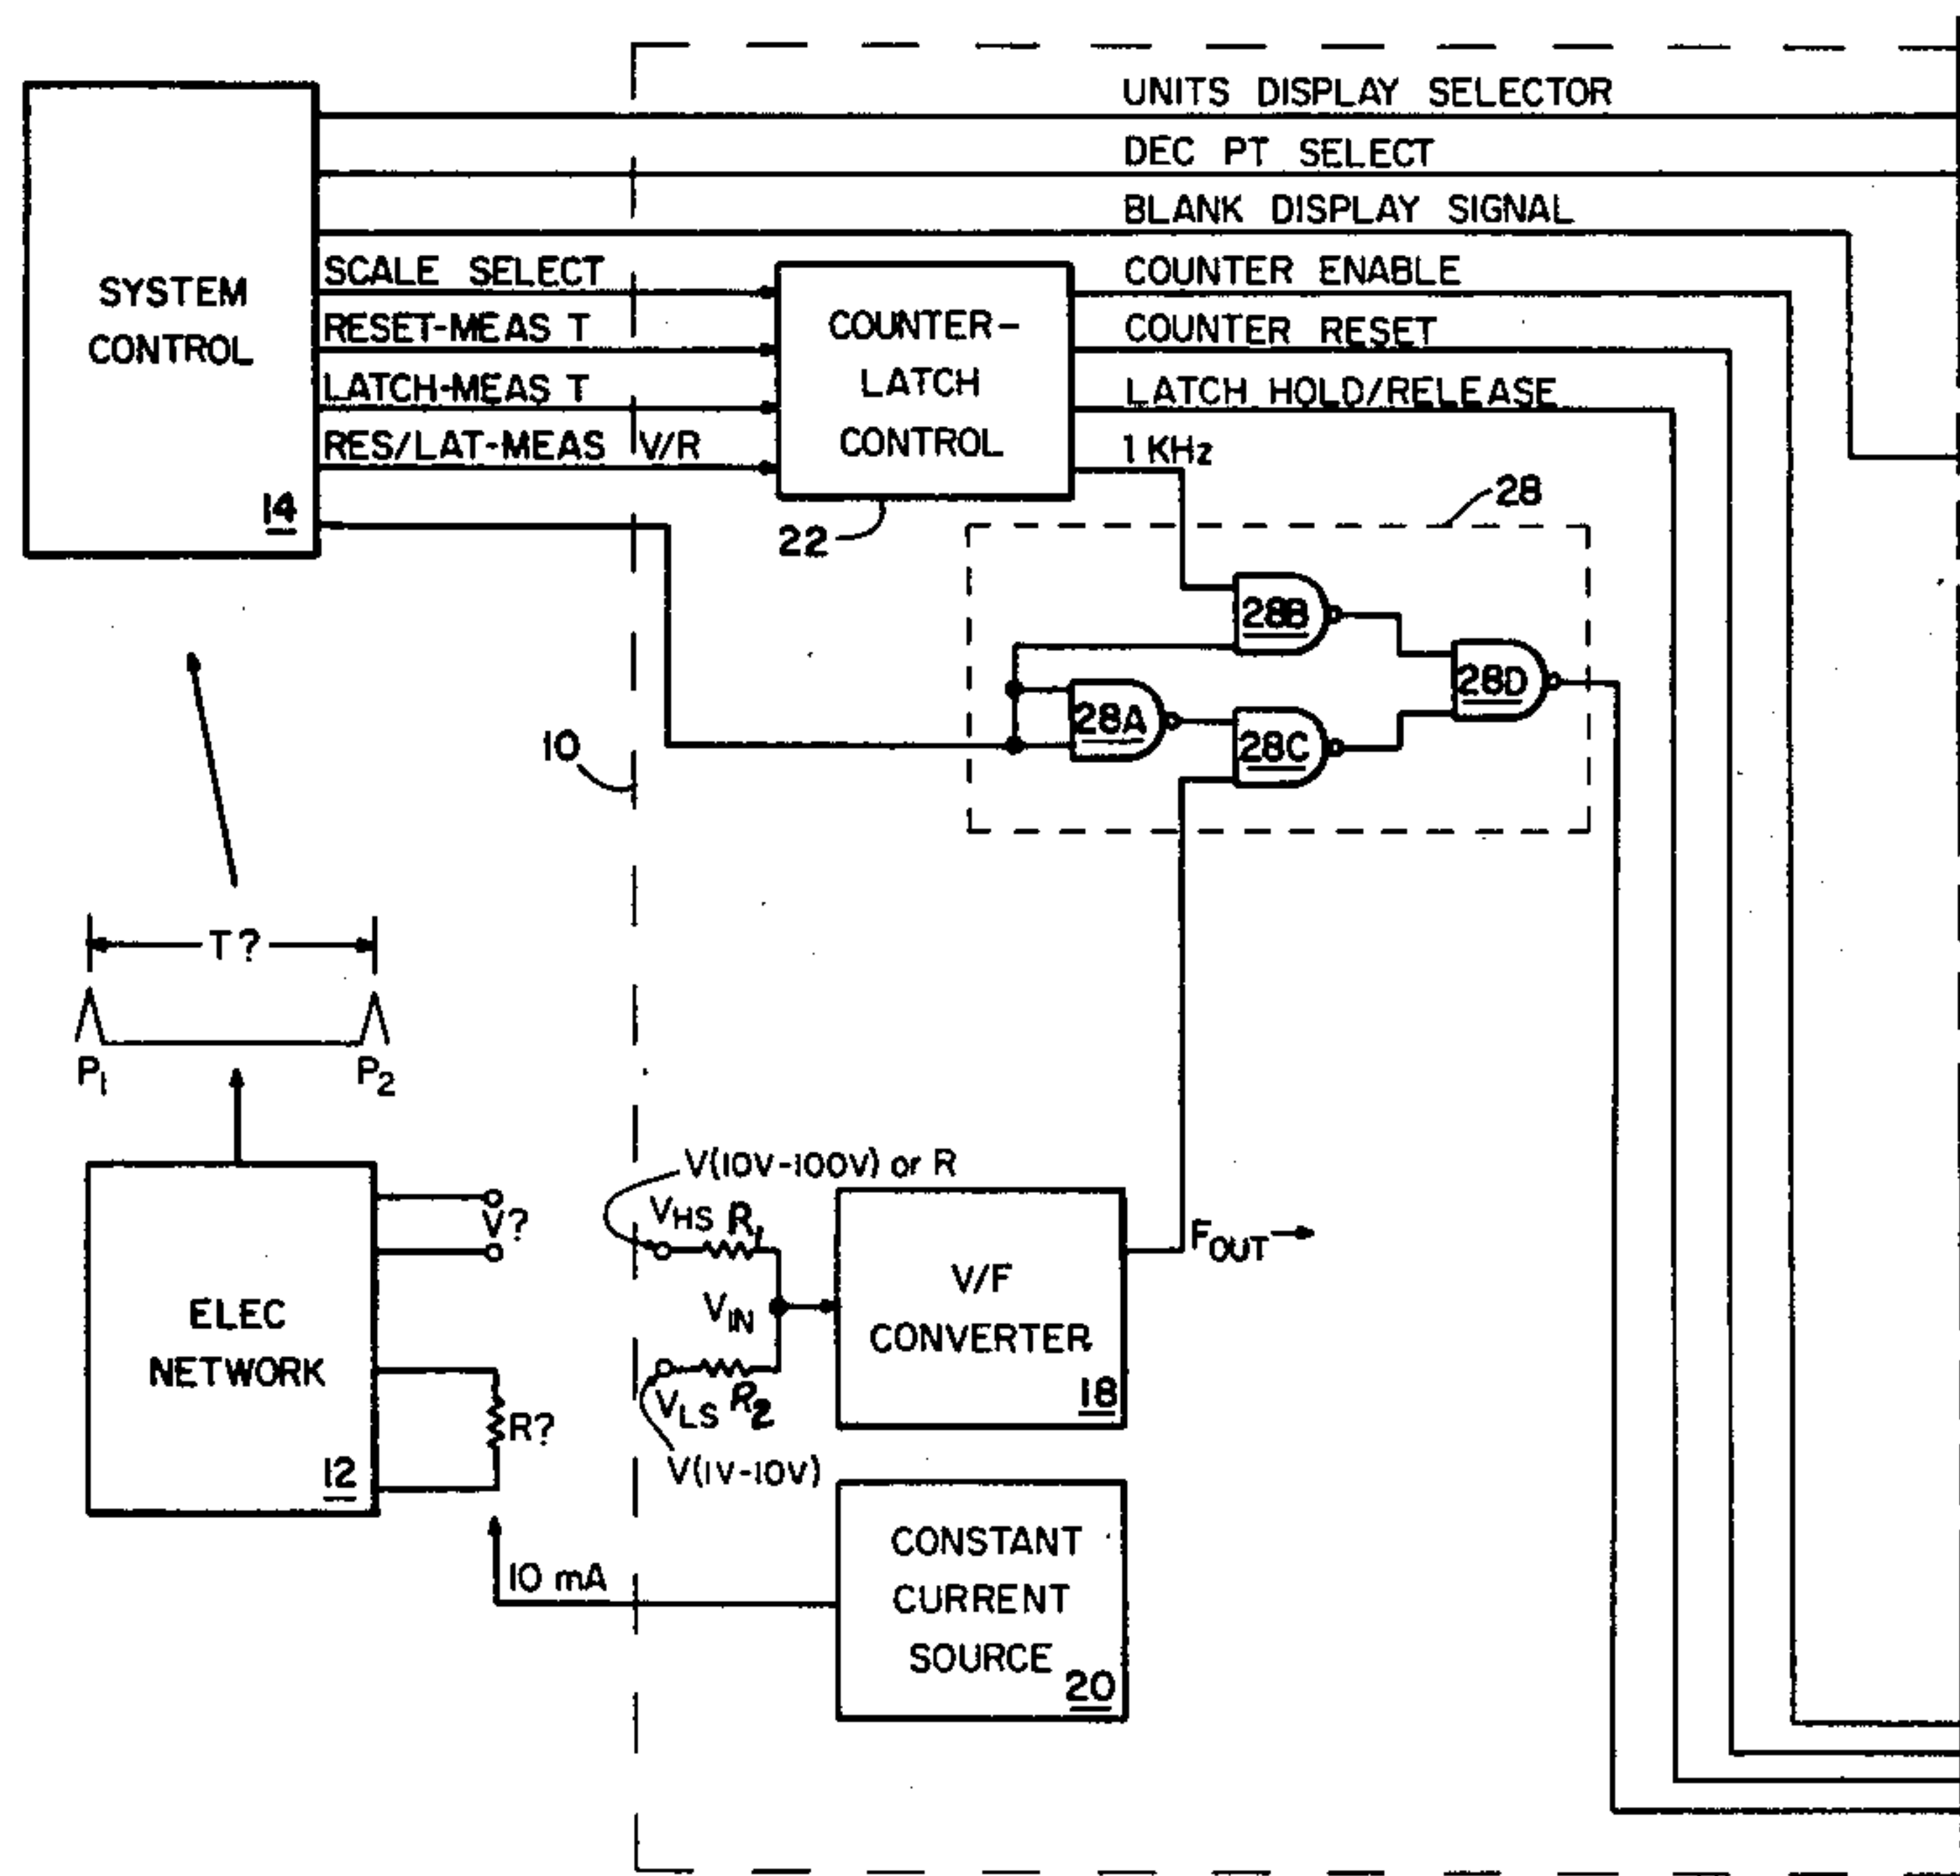 UNITS DISPLAY SELECTOR
DEC PT SELECT
BLANK DISPLAY SIGNAL
SYSTEM
CONTROL
14
SCALE SELECT
RESET-MEAS T
LATCH-MEAS T
RES/LAT-MEAS V/R
COUNTER-
LATCH
CONTROL
22
COUNTER ENABLE
COUNTER RESET
LATCH HOLD/RELEASE
1 KHz
28
28B
28A
28C
28D
10
T?
P1
P2
V(10V-100V) or R
VHS R1
VIN
VLS R2
V(1V-10V)
V?
ELEC
NETWORK
12
R?
10 mA
V/F
CONVERTER
18
FOUT
CONSTANT
CURRENT
SOURCE
20